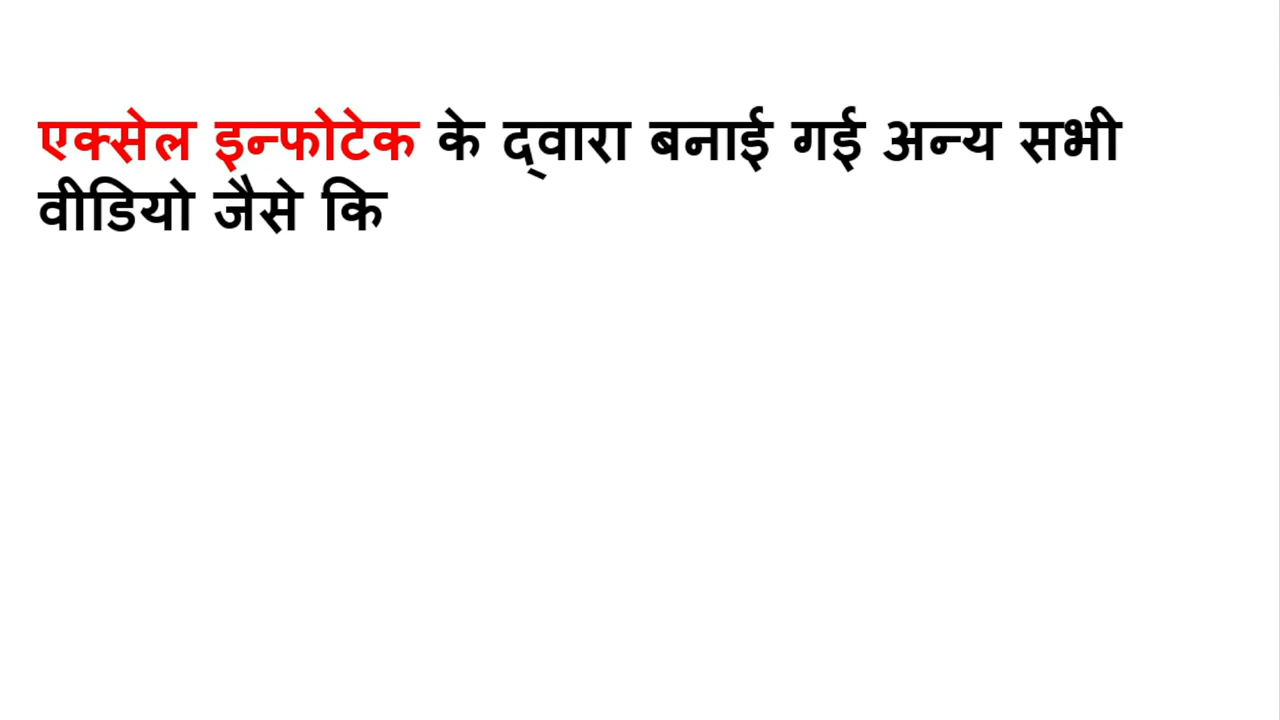 एक्सेल इन्फोटेक के द्वारा बनाई गई अन्य सभी
वीडियो जैसे कि